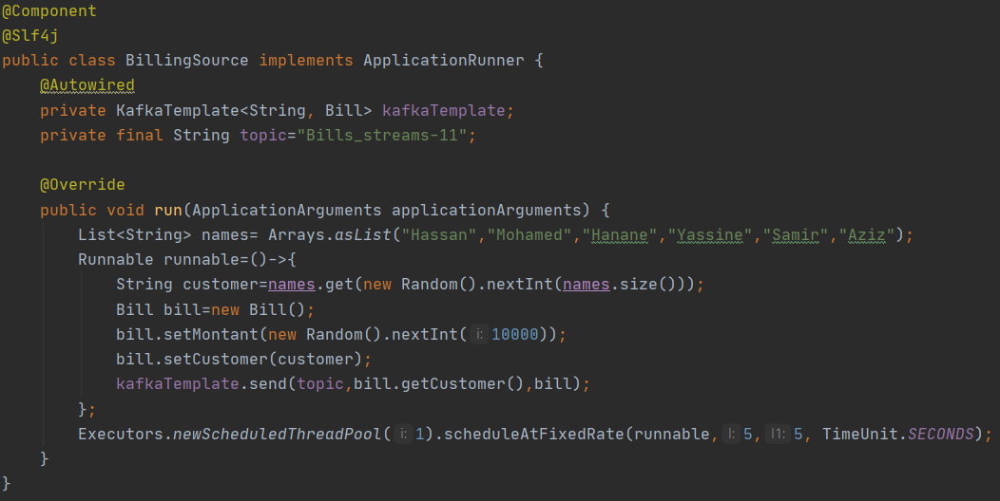 @Component
@Slf4j
public class BillingSource implements ApplicationRunner {
@Autowired
private KafkaTemplate<String, Bill> kafkaTemplate;
private final String topic="Bills_streams-11";
@Override
public void run(ApplicationArguments applicationArguments) {
List<String> names= Arrays.asList("Hassan","Mohamed","Hanane","Yassine","Samir","Aziz");
Runnable runnable=()->{
String customer=names.get(new Random().nextInt(names.size()));
Bill bill=new Bill();
bill.setMontant(new Random().nextInt( i: 10000));
bill.setCustomer(customer);
kafkaTemplate.send(topic,bill.getCustomer(),bill);
};
Executors.newScheduledThreadPool( i: 1).scheduleAtFixedRate(runnable, l: 5, l1: 5, TimeUnit.SECONDS);
}
}